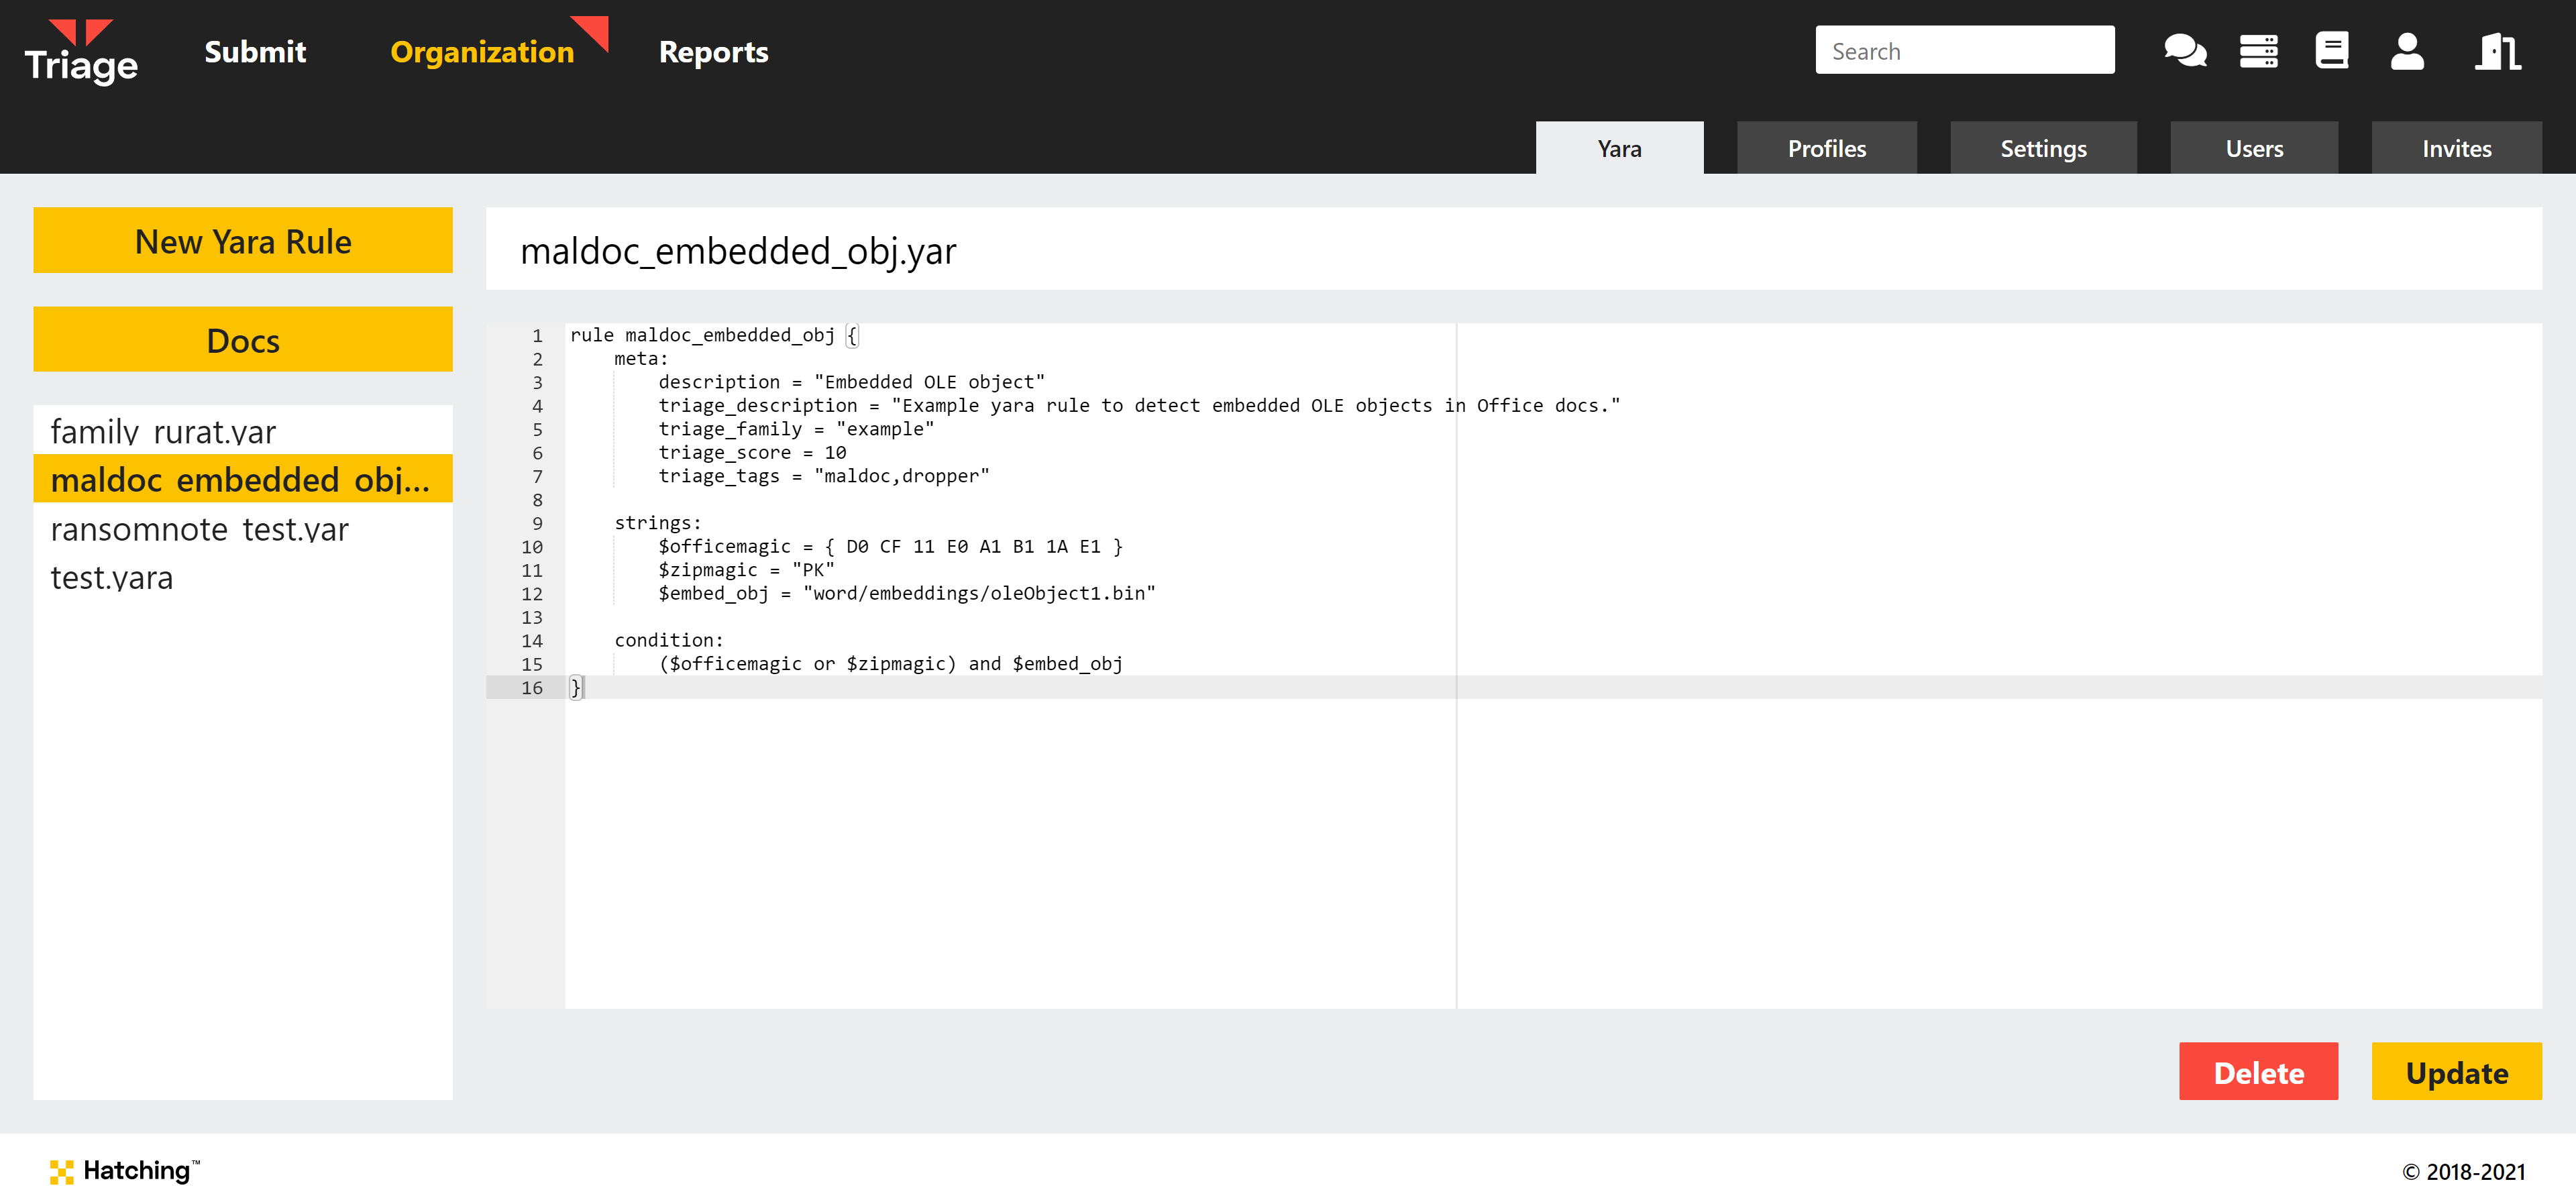 Triage
Submit
Organization
Reports
Search
Yara
Profiles
Settings
Users
Invites
New Yara Rule
Docs
family_rurat.yar
maldoc_embedded_obj...
ransomnote_test.yar
test.yara
maldoc_embedded_obj.yar
1 rule maldoc_embedded_obj {
2 meta:
3 description = "Embedded OLE object"
4 triage_description = "Example yara rule to detect embedded OLE objects in Office docs."
5 triage_family = "example"
6 triage_score = 10
7 triage_tags = "maldoc,dropper"
8
9 strings:
10 $officemagic = { D0 CF 11 E0 A1 B1 1A E1 }
11 $zipmagic = "PK"
12 $embed_obj = "word/embeddings/oleObject1.bin"
13
14 condition:
15 ($officemagic or $zipmagic) and $embed_obj
16 }
Delete
Update
Hatching™
© 2018-2021